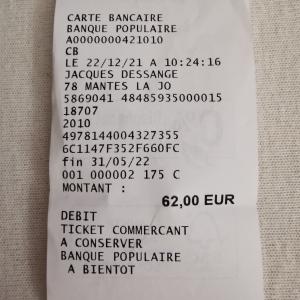 CARTE BANCAIRE
BANQUE POPULAIRE
A0000000421010
CB
LE 22/12/21 A 10:24:16
JACQUES DESSANGE
78 MANTES LA JO
5869041 48485935000015
18707
2010
4978144004327355
6C1147F352F660FC
fin 31/05/22
001 000002 175 C
MONTANT :
62,00 EUR
DEBIT
TICKET COMMERCANT
A CONSERVER
BANQUE POPULAIRE
A BIENTOT